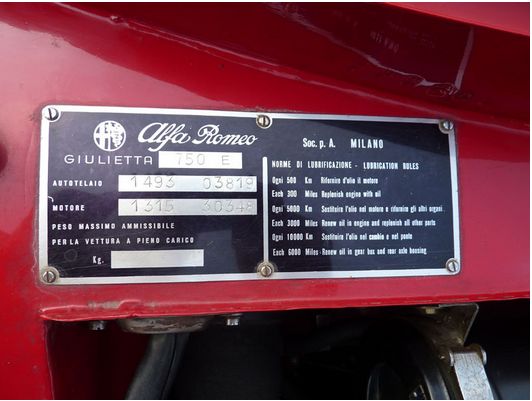 Alfa Romeo
GIULIETTA 750 E
AUTOTELAIO 1493 03819
MOTORE 1315 30348
PESO MASSIMO AMMISSIBILE
PER LA VETTURA A PIENO CARICO
Kg.
Soc. p. A. MILANO
NORME DI LUBRIFICAZIONE - LUBRICATION RULES
Ogni 500 Km Rifornire d'olio il motore
Each 300 Miles Replenish engine with oil
Ogni 5000 Km Sostituire l'olio nel motore e rifornire gli altri organi
Each 3000 Miles Renew oil in engine and replenish all other parts
Ogni 10000 Km Sostituire l'olio nel cambio e nel ponte
Each 6000 Miles - Renew oil in gear box and rear axle housing